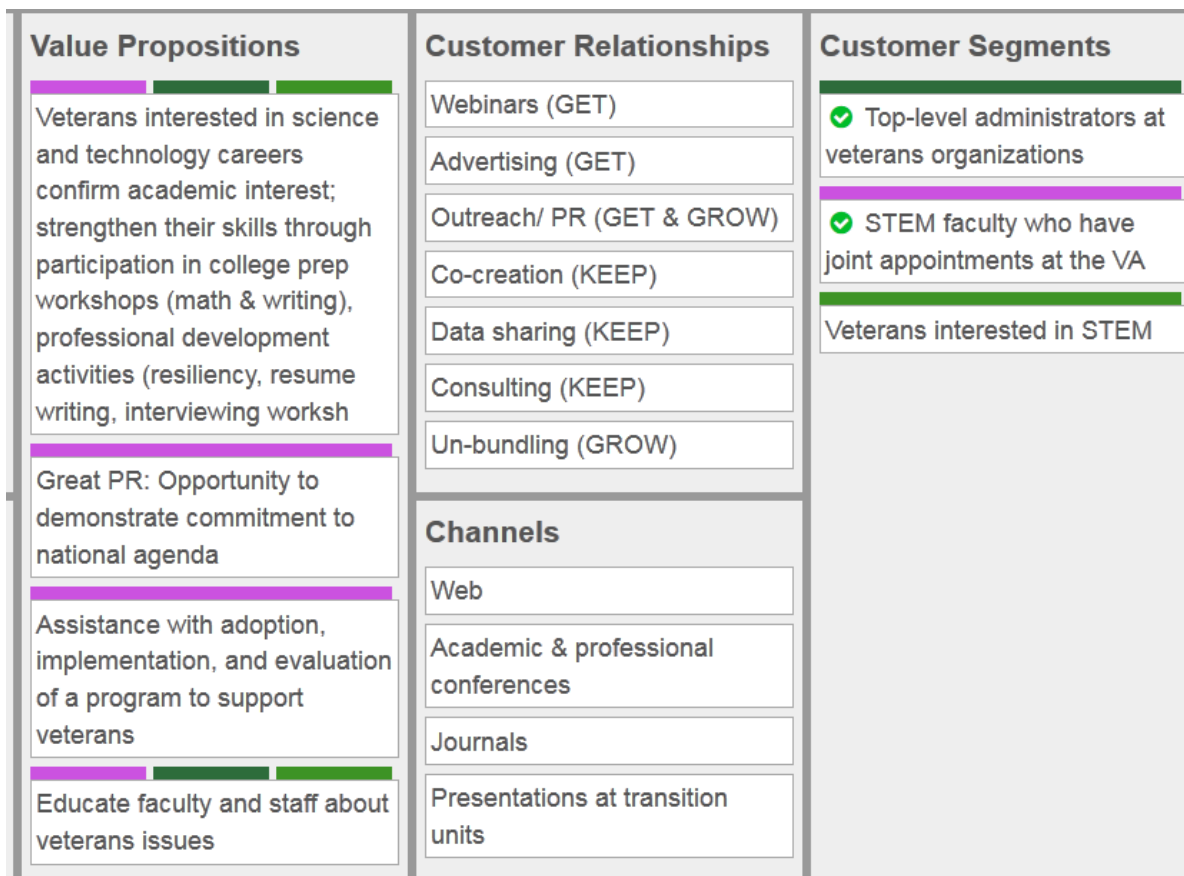 Value Propositions
Veterans interested in science
and technology careers
confirm academic interest;
strengthen their skills through
participation in college prep
workshops (math & writing),
professional development
activities (resiliency, resume
writing, interviewing worksh
Great PR: Opportunity to
demonstrate commitment to
national agenda
Assistance with adoption,
implementation, and evaluation
of a program to support
veterans
Educate faculty and staff about
veterans issues
Customer Relationships
Webinars (GET)
Advertising (GET)
Outreach/ PR (GET & GROW)
Co-creation (KEEP)
Data sharing (KEEP)
Consulting (KEEP)
Un-bundling (GROW)
Channels
Web
Academic & professional
conferences
Journals
Presentations at transition
units
Customer Segments
Top-level administrators at
veterans organizations
STEM faculty who have
joint appointments at the VA
Veterans interested in STEM